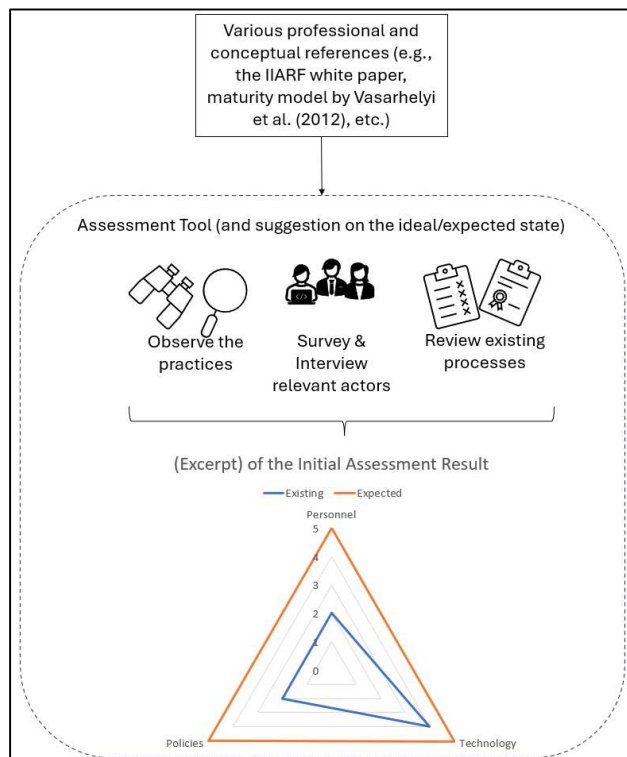 Various professional and
conceptual references (e.g.,
the IIARF white paper,
maturity model by Vasarhelyi
et al. (2012), etc.)
Assessment Tool (and suggestion on the ideal/expected state)
Observe the
practices
Survey &
Interview
relevant actors
Review existing
processes
(Excerpt) of the Initial Assessment Result
Existing Expected
Personnel
5
4
3
2
1
0
Policies
Technology